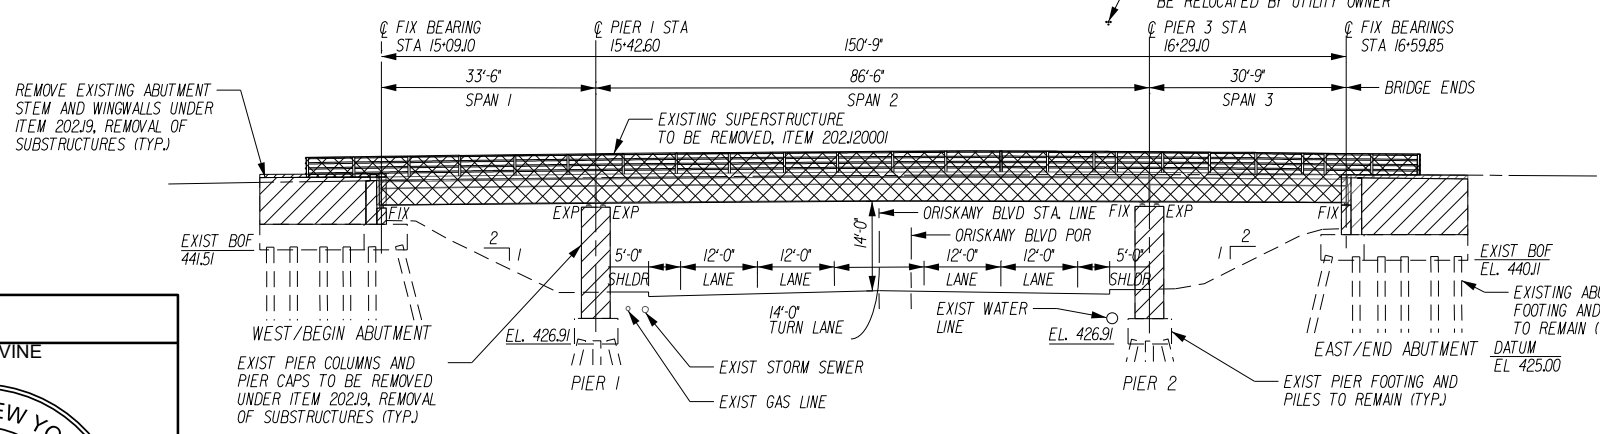 BE RELOCATED BY UTILITY OWNER
℄ FIX BEARING
STA 15+09.10
℄ PIER 1 STA
15+42.60
150'-9"
℄ PIER 3 STA
16+29.10
℄ FIX BEARINGS
STA 16+59.85
33'-6"
SPAN 1
86'-6"
SPAN 2
30'-9"
SPAN 3
BRIDGE ENDS
REMOVE EXISTING ABUTMENT
STEM AND WINGWALLS UNDER
ITEM 202.19, REMOVAL OF
SUBSTRUCTURES (TYP.)
EXISTING SUPERSTRUCTURE
TO BE REMOVED, ITEM 202.120001
FIX
EXP
EXP
FIX
EXP
FIX
ORISKANY BLVD STA. LINE
ORISKANY BLVD POR
14'-0"
2
1
2
1
EXIST BOF
441.51
EXIST BOF
EL. 440.11
5'-0"
SHLDR
12'-0"
LANE
12'-0"
LANE
12'-0"
LANE
12'-0"
LANE
5'-0"
SHLDR
14'-0"
TURN LANE
EXIST WATER
LINE
EL. 426.91
EL. 426.91
WEST/BEGIN ABUTMENT
EXISTING
FOOTING AND
TO REMAIN
EAST/END ABUTMENT
DATUM
EL 425.00
EXIST PIER COLUMNS AND
PIER CAPS TO BE REMOVED
UNDER ITEM 202.19, REMOVAL
OF SUBSTRUCTURES (TYP.)
PIER 1
EXIST STORM SEWER
EXIST GAS LINE
PIER 2
EXIST PIER FOOTING AND
PILES TO REMAIN (TYP.)
VINE
EW YO